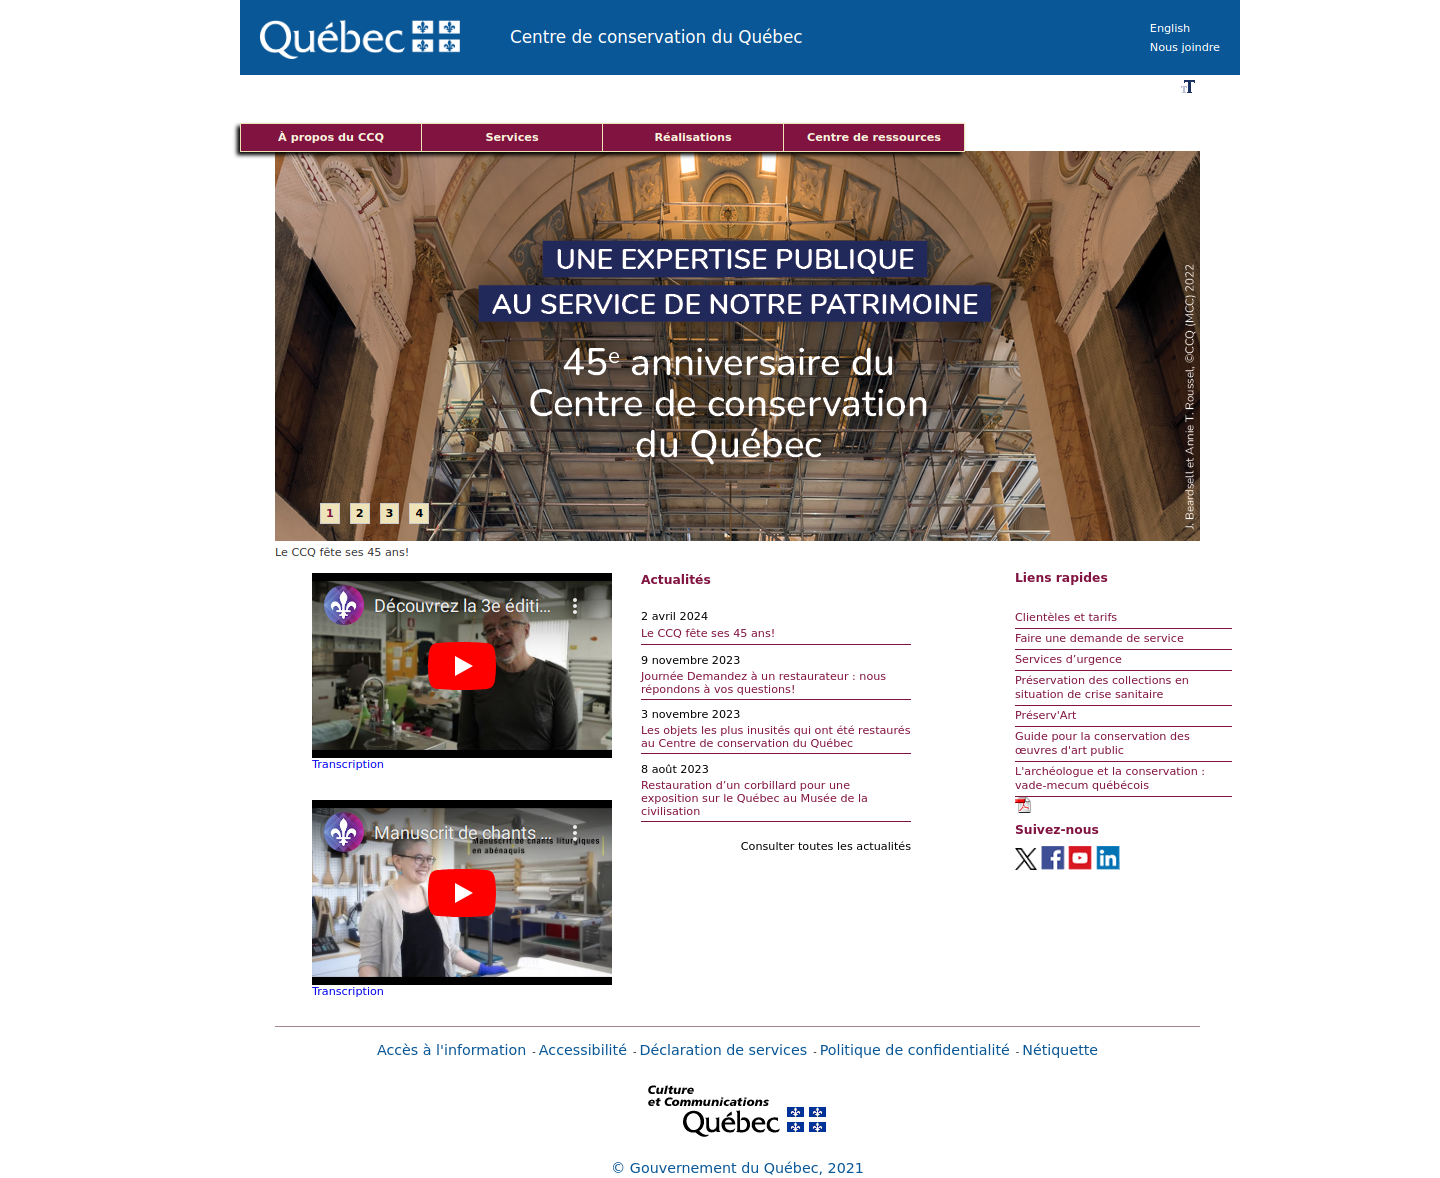 Québec
Centre de conservation du Québec
English
Nous joindre
TT
À propos du CCQ
Services
Réalisations
Centre de ressources
UNE EXPERTISE PUBLIQUE
AU SERVICE DE NOTRE PATRIMOINE
45e anniversaire du
Centre de conservation
du Québec
J. Beardsell et Annie T. Roussel, ©CCQ (MCC) 2022
1 2 3 4
Le CCQ fête ses 45 ans!
Découvrez la 3e éditi...
Transcription
Manuscrit de chants ...
Manuscrit de chants liturgiques
en abénaquis
Transcription
Actualités
2 avril 2024
Le CCQ fête ses 45 ans!
9 novembre 2023
Journée Demandez à un restaurateur : nous
répondons à vos questions!
3 novembre 2023
Les objets les plus inusités qui ont été restaurés
au Centre de conservation du Québec
8 août 2023
Restauration d’un corbillard pour une
exposition sur le Québec au Musée de la
civilisation
Consulter toutes les actualités
Liens rapides
Clientèles et tarifs
Faire une demande de service
Services d’urgence
Préservation des collections en
situation de crise sanitaire
Préserv'Art
Guide pour la conservation des
œuvres d'art public
L'archéologue et la conservation :
vade-mecum québécois
Suivez-nous
Accès à l'information - Accessibilité - Déclaration de services - Politique de confidentialité - Nétiquette
Culture
et Communications
Québec
© Gouvernement du Québec, 2021